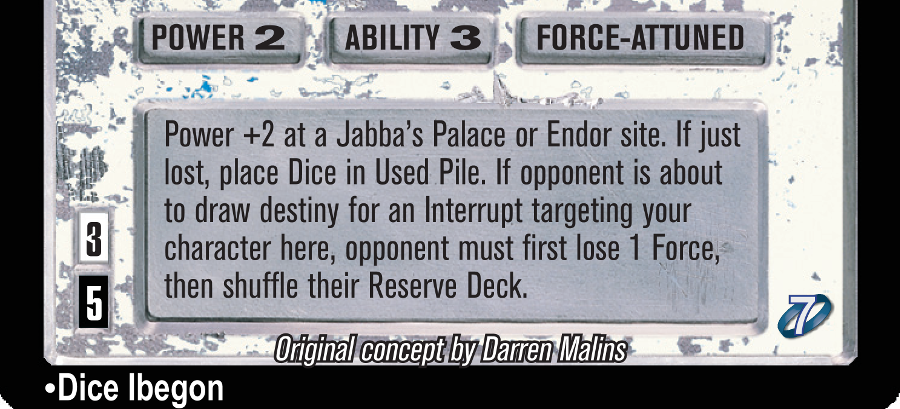 POWER 2 ABILITY 3 FORCE-ATTUNED
Power +2 at a Jabba's Palace or Endor site. If just
lost, place Dice in Used Pile. If opponent is about
to draw destiny for an Interrupt targeting your
character here, opponent must first lose 1 Force,
then shuffle their Reserve Deck.
3
5
7
Original concept by Darren Malins
•Dice Ibegon